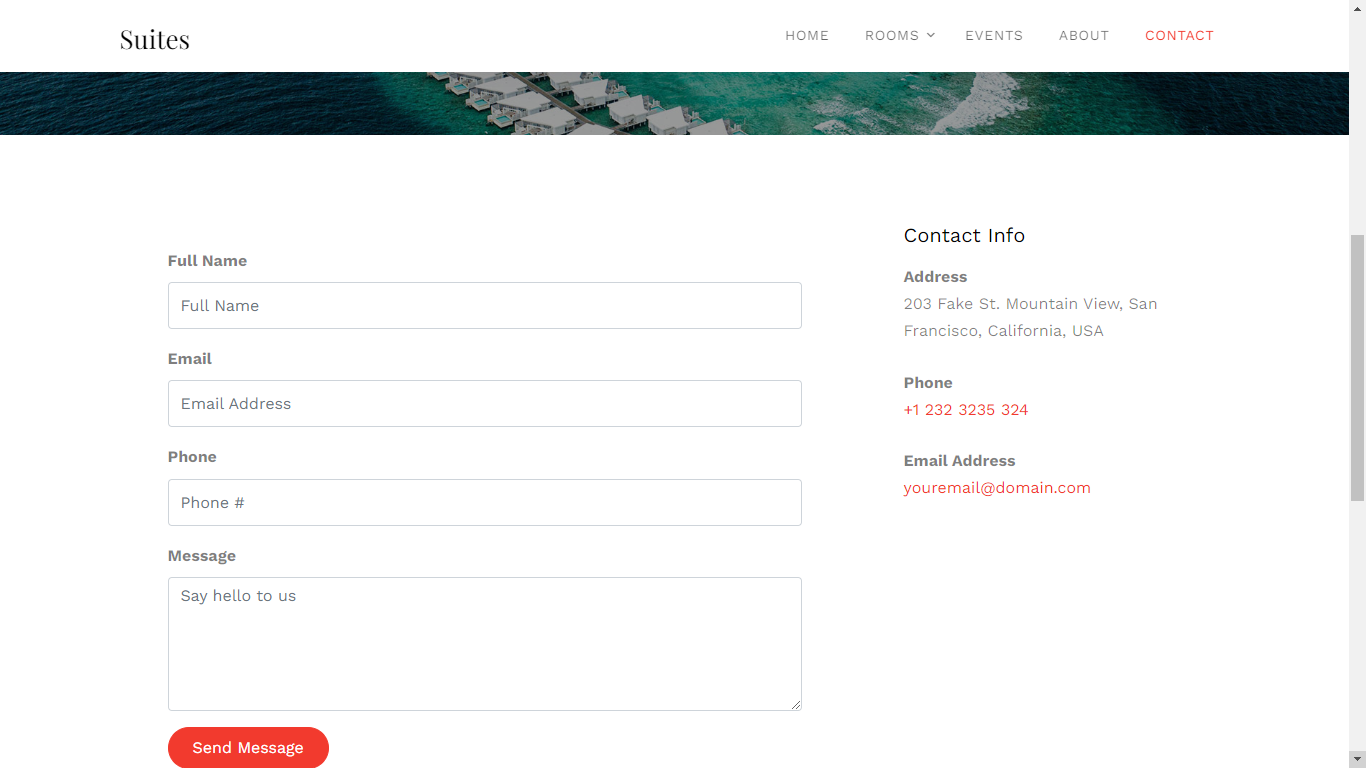 Suites
HOME
ROOMS
EVENTS
ABOUT
CONTACT
Full Name
Full Name
Email
Email Address
Phone
Phone #
Message
Say hello to us
Send Message
Contact Info
Address
203 Fake St. Mountain View, San
Francisco, California, USA
Phone
+1 232 3235 324
Email Address
youremail@domain.com